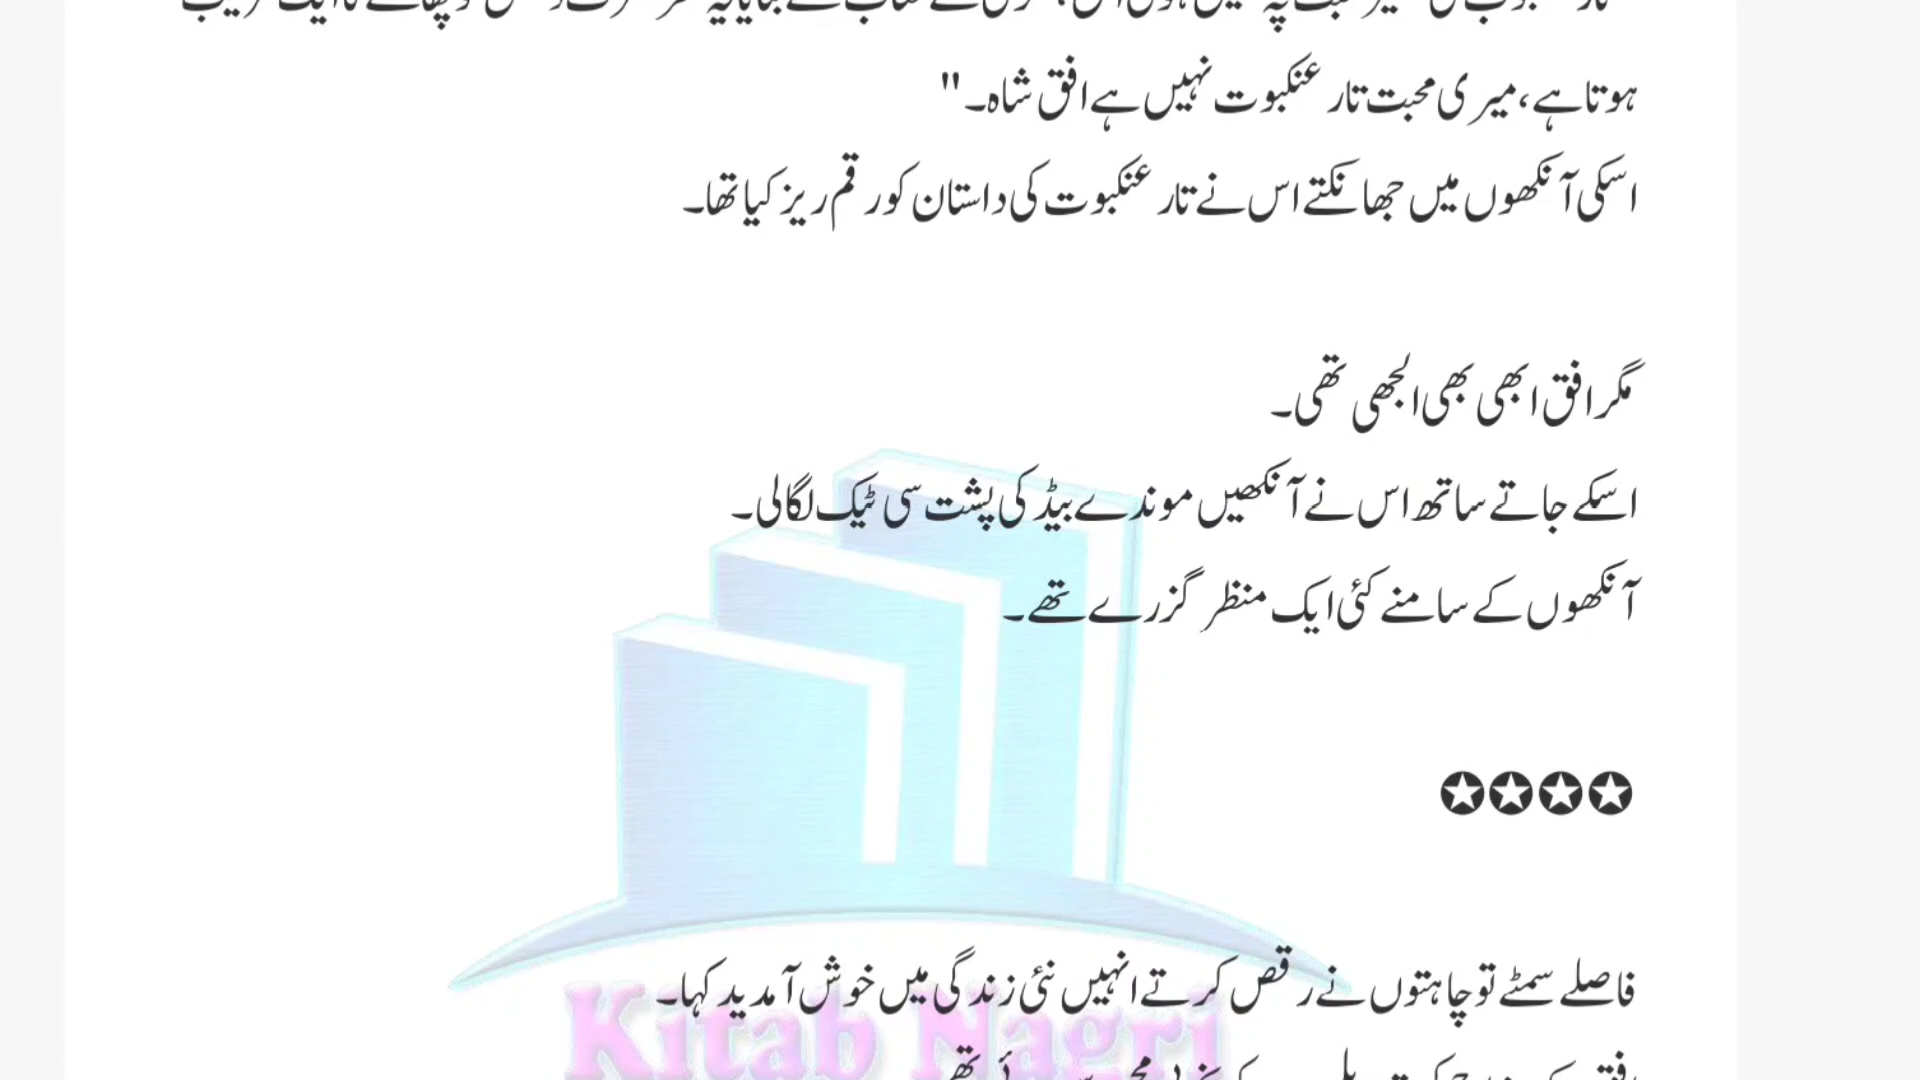 ہوتا ہے، میری محبت تار عنکبوت نہیں ہے افق شاہ۔"
اسکی آنکھوں میں جھانکتے اس نے تار عنکبوت کی داستان کو رقم ریز کیا تھا۔
مگر افق ابھی بھی الجھی تھی۔
اسکے جاتے ساتھ اس نے آنکھیں موندے بیڈ کی پشت سی ٹیک لگالی۔
آنکھوں کے سامنے کئی ایک منظر گزرے تھے۔
✪✪✪✪
فاصلے سمٹے تو چاہتوں نے رقص کرتے انہیں نئی زندگی میں خوش آمدید کہا۔
Kitab Nagri